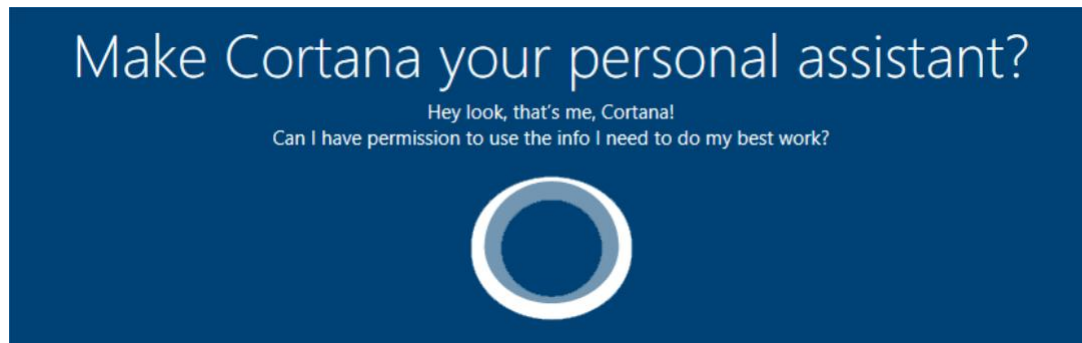 Make Cortana your personal assistant?
Hey look, that's me, Cortana!
Can I have permission to use the info I need to do my best work?